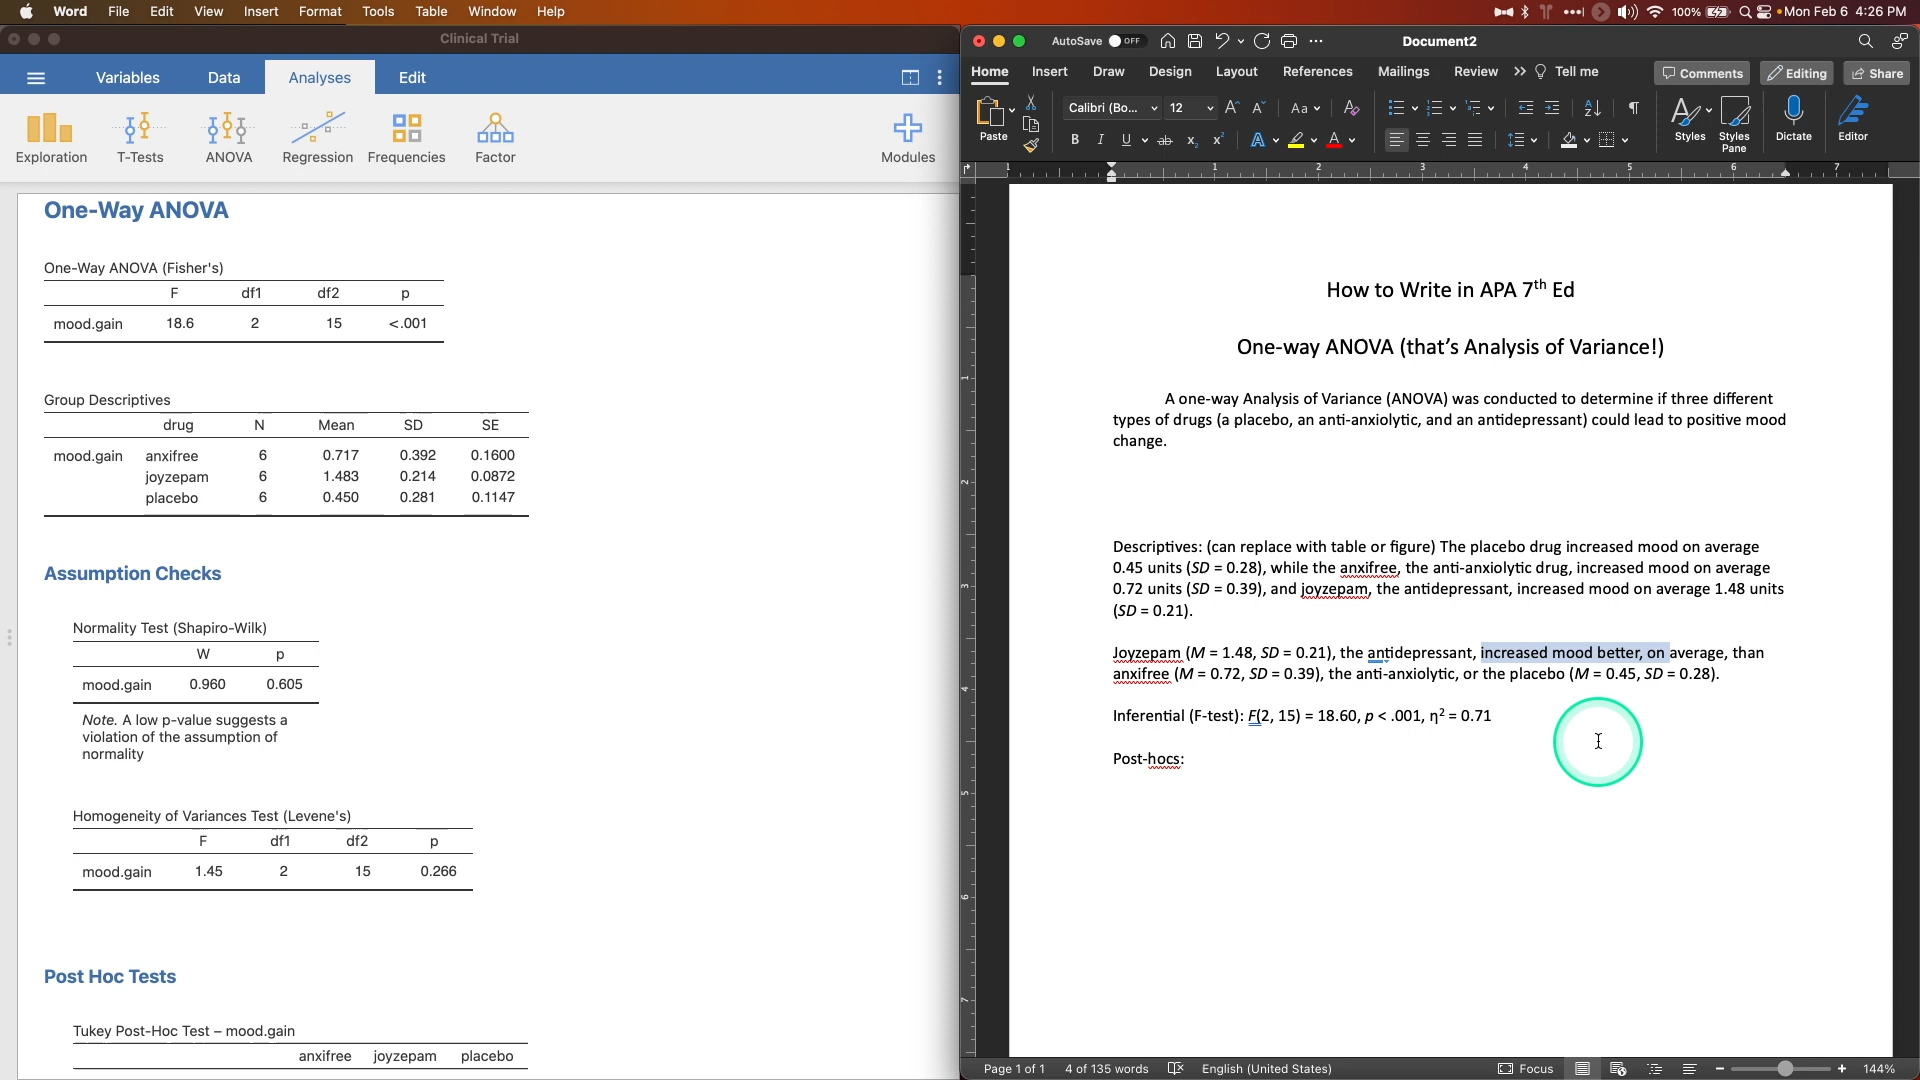 Word File Edit View Insert Format Tools Table Window Help
100% Mon Feb 6 4:26 PM
Clinical Trial
Variables Data Analyses Edit
Exploration T-Tests ANOVA Regression Frequencies Factor Modules
One-Way ANOVA
One-Way ANOVA (Fisher's)
F df1 df2 p
mood.gain 18.6 2 15 <.001
Group Descriptives
drug N Mean SD SE
mood.gain anxifree 6 0.717 0.392 0.1600
joyzepam 6 1.483 0.214 0.0872
placebo 6 0.450 0.281 0.1147
Assumption Checks
Normality Test (Shapiro-Wilk)
W p
mood.gain 0.960 0.605
Note. A low p-value suggests a
violation of the assumption of
normality
Homogeneity of Variances Test (Levene's)
F df1 df2 p
mood.gain 1.45 2 15 0.266
Post Hoc Tests
Tukey Post-Hoc Test – mood.gain
anxifree joyzepam placebo
AutoSave OFF Document2
Home Insert Draw Design Layout References Mailings Review Tell me Comments Editing Share
Paste Calibri (Bo... 12 Styles Styles Pane Dictate Editor
1 1 2 3 4 5 6 7
How to Write in APA 7th Ed
One-way ANOVA (that's Analysis of Variance!)
A one-way Analysis of Variance (ANOVA) was conducted to determine if three different
types of drugs (a placebo, an anti-anxiolytic, and an antidepressant) could lead to positive mood
change.
Descriptives: (can replace with table or figure) The placebo drug increased mood on average
0.45 units (SD = 0.28), while the anxifree, the anti-anxiolytic drug, increased mood on average
0.72 units (SD = 0.39), and joyzepam, the antidepressant, increased mood on average 1.48 units
(SD = 0.21).
Joyzepam (M = 1.48, SD = 0.21), the antidepressant, increased mood better, on average, than
anxifree (M = 0.72, SD = 0.39), the anti-anxiolytic, or the placebo (M = 0.45, SD = 0.28).
Inferential (F-test): F(2, 15) = 18.60, p < .001, η² = 0.71
Post-hocs:
1
2
3
4
5
6
7
Page 1 of 1 4 of 135 words English (United States) Focus 144%